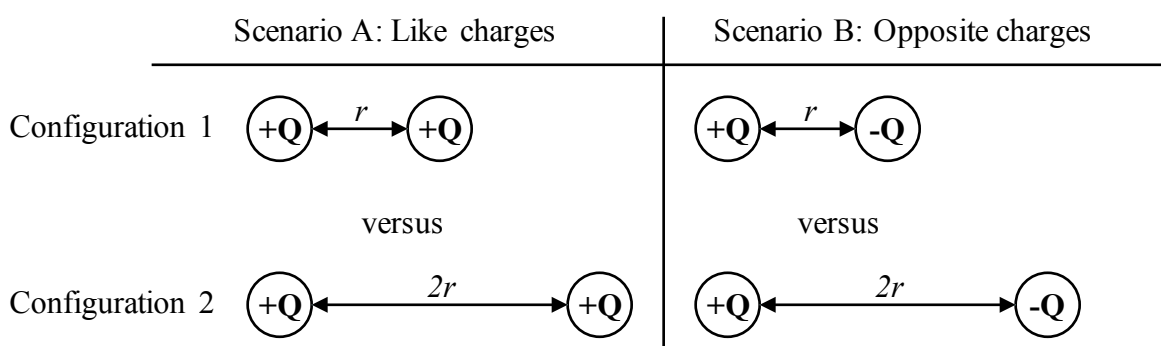 Scenario A: Like charges Scenario B: Opposite charges
Configuration 1 +Q r +Q +Q r -Q
versus versus
Configuration 2 +Q 2r +Q +Q 2r -Q